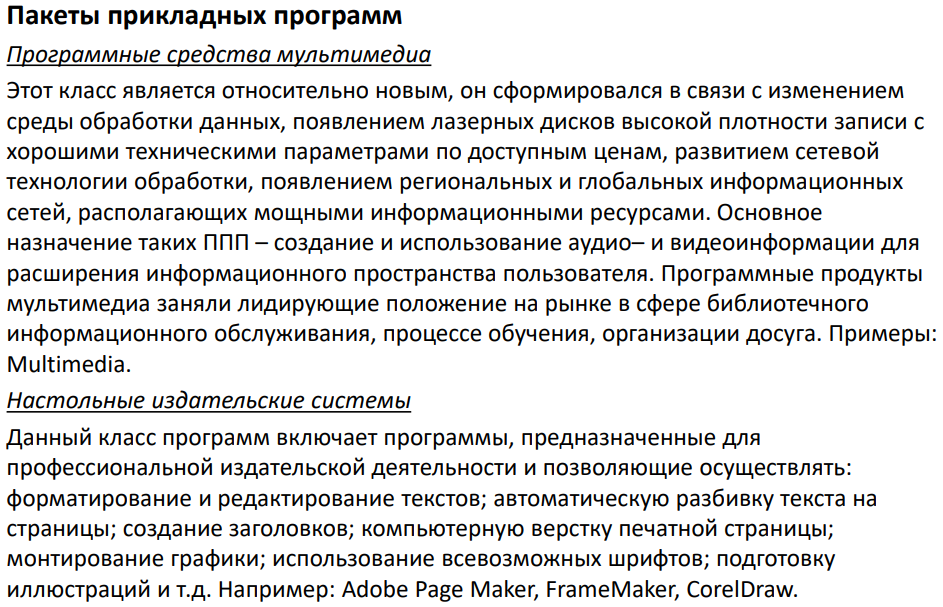 Пакеты прикладных программ
Программные средства мультимедиа
Этот класс является относительно новым, он сформировался в связи с изменением
среды обработки данных, появлением лазерных дисков высокой плотности записи с
хорошими техническими параметрами по доступным ценам, развитием сетевой
технологии обработки, появлением региональных и глобальных информационных
сетей, располагающих мощными информационными ресурсами. Основное
назначение таких ППП – создание и использование аудио– и видеоинформации для
расширения информационного пространства пользователя. Программные продукты
мультимедиа заняли лидирующие положение на рынке в сфере библиотечного
информационного обслуживания, процессе обучения, организации досуга. Примеры:
Multimedia.
Настольные издательские системы
Данный класс программ включает программы, предназначенные для
профессиональной издательской деятельности и позволяющие осуществлять:
форматирование и редактирование текстов; автоматическую разбивку текста на
страницы; создание заголовков; компьютерную верстку печатной страницы;
монтирование графики; использование всевозможных шрифтов; подготовку
иллюстраций и т.д. Например: Adobe Page Maker, FrameMaker, CorelDraw.